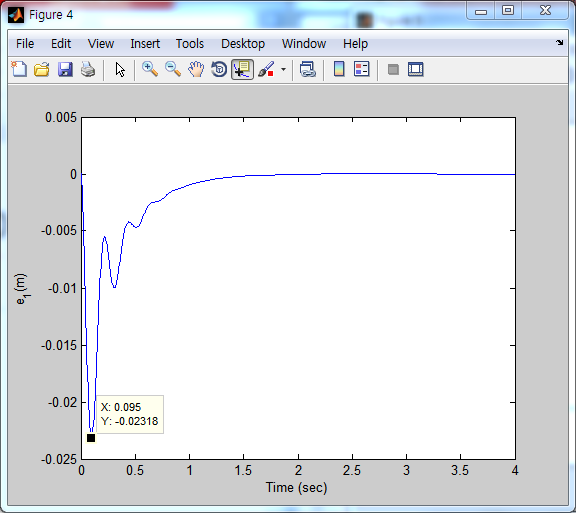 Figure 4
File Edit View Insert Tools Desktop Window Help
0.005
0
-0.005
-0.01
-0.015
-0.02
-0.025
e1 (m)
X: 0.095
Y: -0.02318
0 0.5 1 1.5 2 2.5 3 3.5 4
Time (sec)